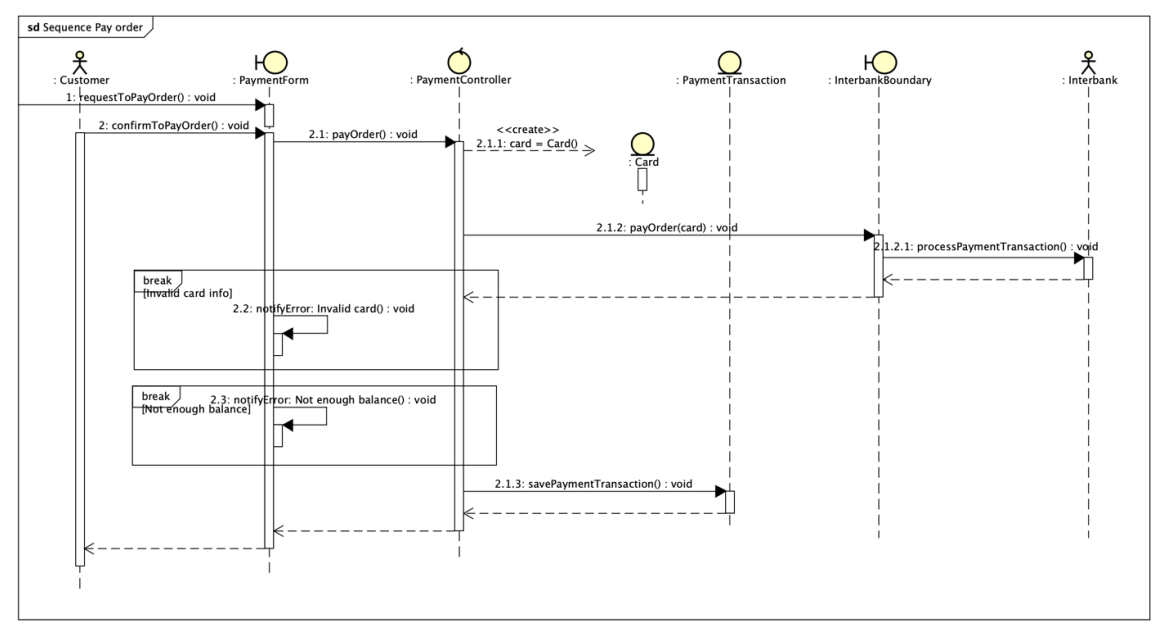 sd Sequence Pay order
: Customer
: PaymentForm
: PaymentController
: PaymentTransaction
: InterbankBoundary
: Interbank
1: requestToPayOrder() : void
2: confirmToPayOrder() : void
2.1: payOrder() : void
<<create>>
2.1.1: card = Card()
: Card
2.1.2: payOrder(card) : void
2.1.2.1: processPaymentTransaction() : void
break
[Invalid card info]
2.2: notifyError: Invalid card() : void
break
2.3: notifyError: Not enough balance() : void
[Not enough balance]
2.1.3: savePaymentTransaction() : void